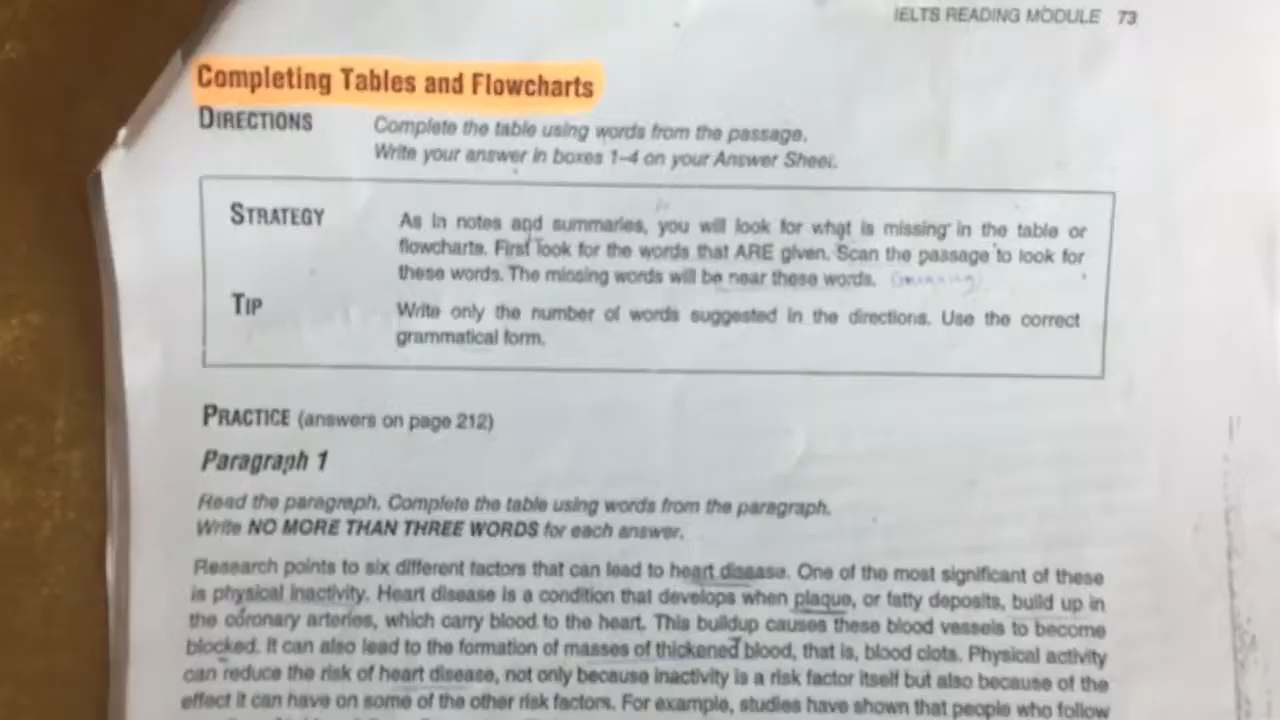 IELTS READING MODULE 73
Completing Tables and Flowcharts
DIRECTIONS Complete the table using words from the passage.
Write your answer in boxes 1–4 on your Answer Sheet.
STRATEGY As in notes and summaries, you will look for what is missing in the table or
flowcharts. First look for the words that ARE given. Scan the passage to look for
these words. The missing words will be near these words. (meaning)
TIP Write only the number of words suggested in the directions. Use the correct
grammatical form.
PRACTICE (answers on page 212)
Paragraph 1
Read the paragraph. Complete the table using words from the paragraph.
Write NO MORE THAN THREE WORDS for each answer.
Research points to six different factors that can lead to heart disease. One of the most significant of these
is physical inactivity. Heart disease is a condition that develops when plaque, or fatty deposits, build up in
the coronary arteries, which carry blood to the heart. This buildup causes these blood vessels to become
blocked. It can also lead to the formation of masses of thickened blood, that is, blood clots. Physical activity
can reduce the risk of heart disease, not only because inactivity is a risk factor itself but also because of the
effect it can have on some of the other risk factors. For example, studies have shown that people who follow